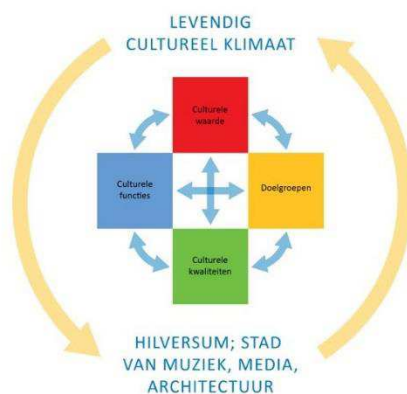 LEVENDIG
CULTUREEL KLIMAAT
Culturele
waarde
Culturele
functies
Doelgroepen
Culturele
kwaliteiten
HILVERSUM; STAD
VAN MUZIEK, MEDIA,
ARCHITECTUUR